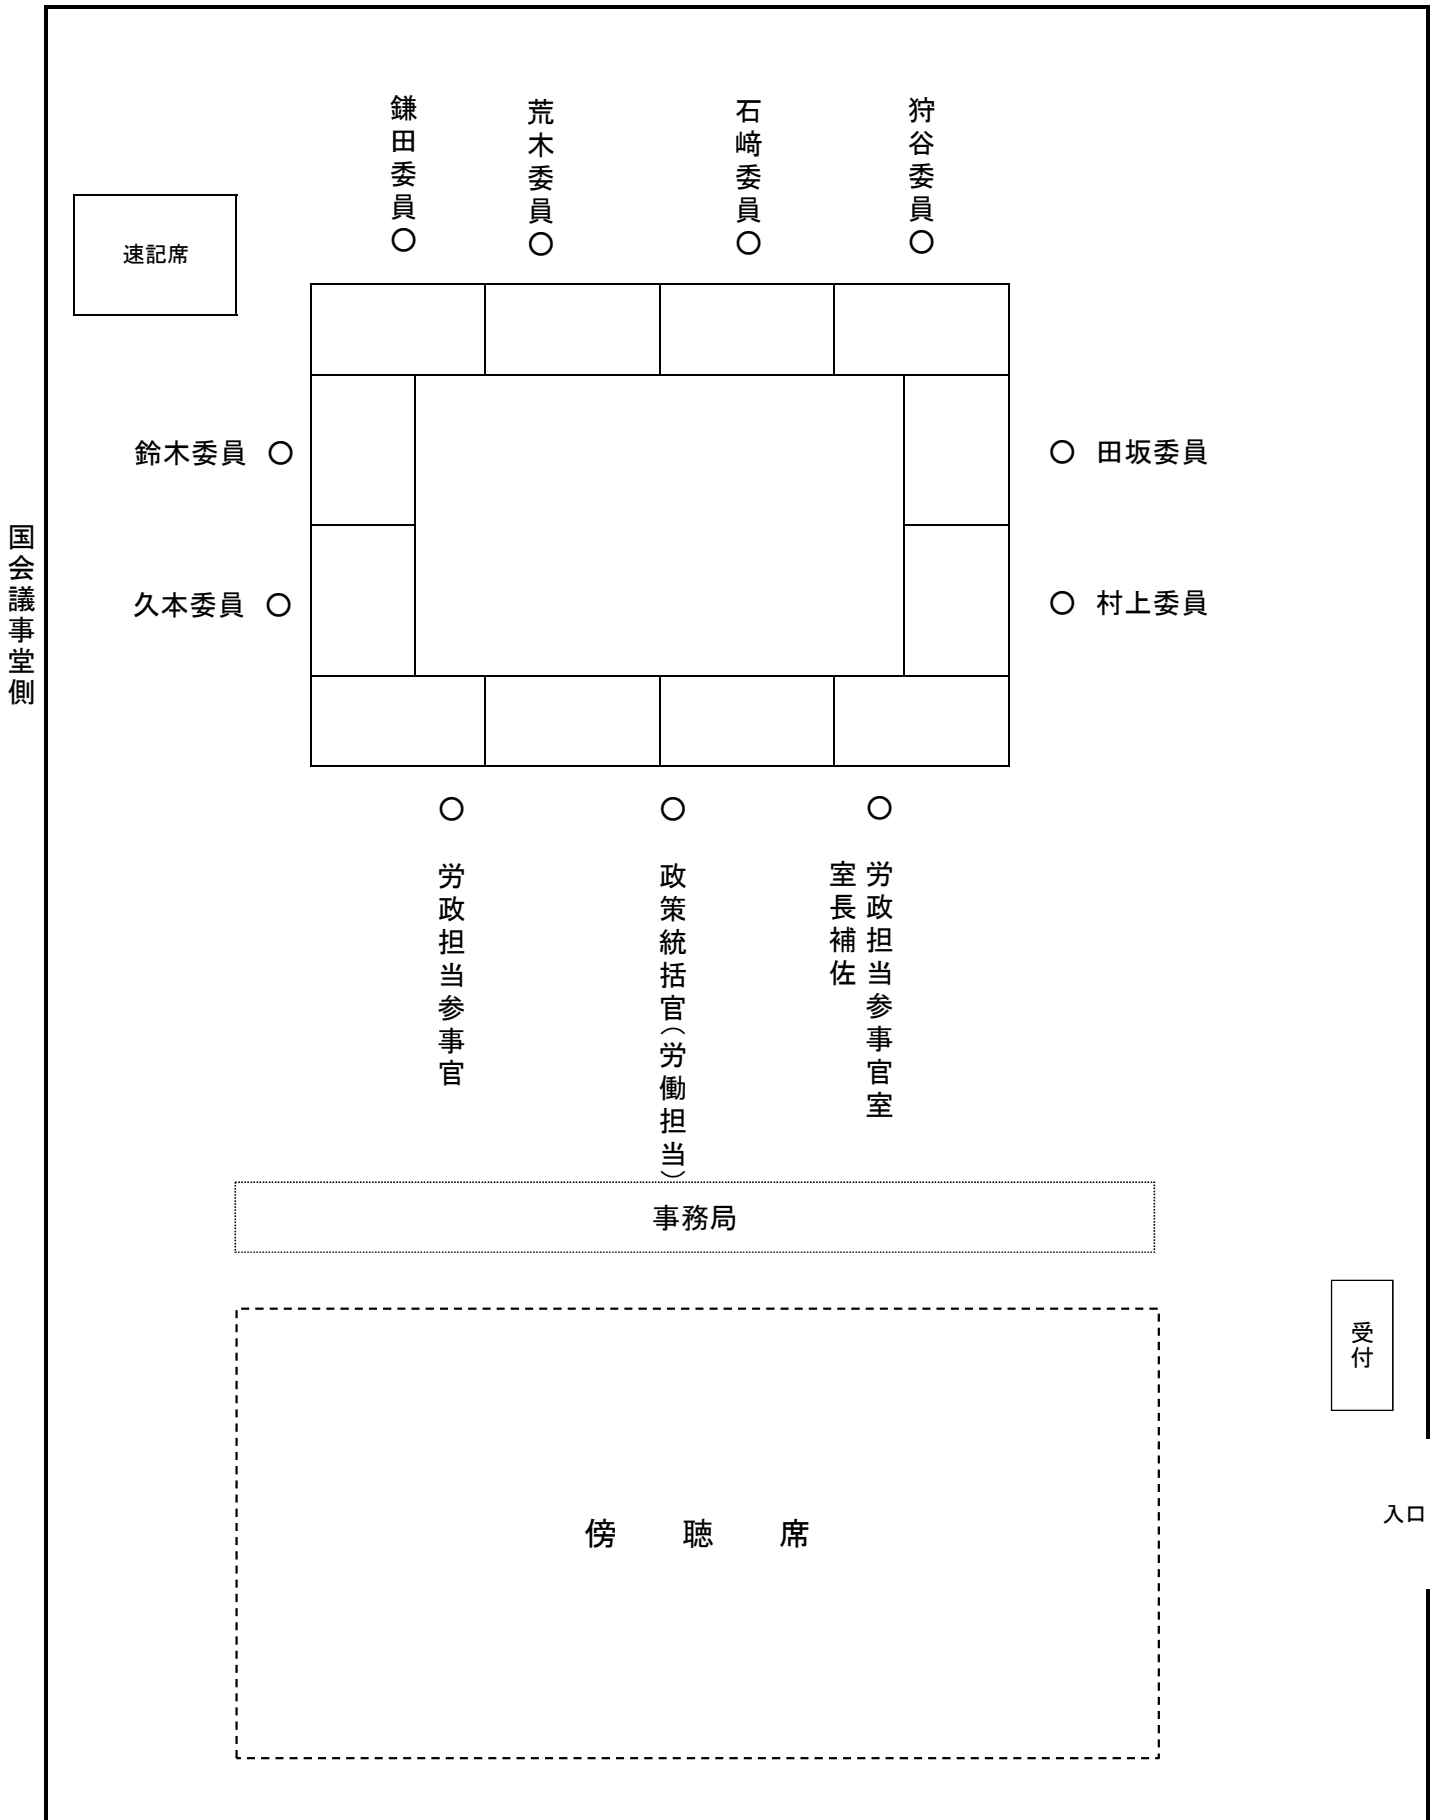 鎌田委員○
荒木委員○
石﨑委員○
狩谷委員○
速記席
鈴木委員 ○
○ 田坂委員
国会議事堂側
久本委員 ○
○ 村上委員
○ 労政担当参事官
○ 政策統括官(労働担当)
○ 労政担当参事官室
室長補佐
事務局
受付
傍 聴 席
入口